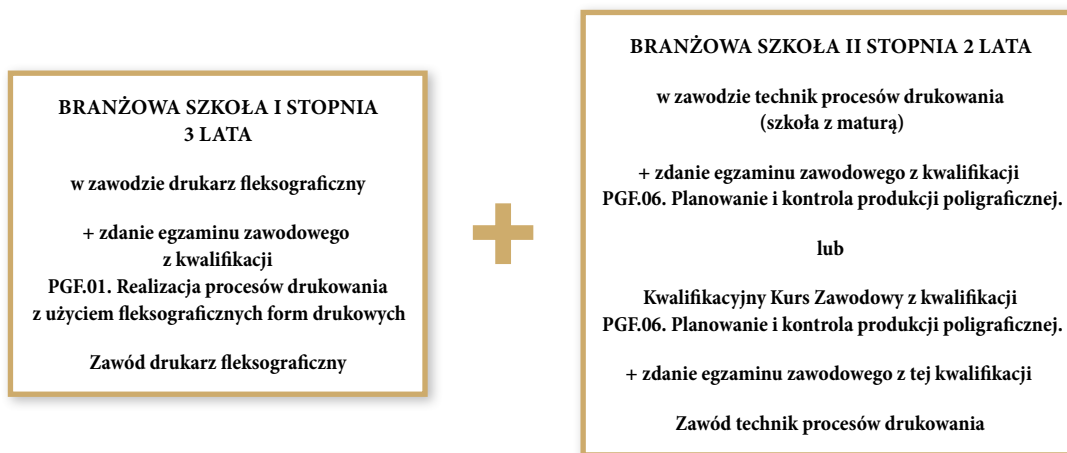 BRANŻOWA SZKOŁA I STOPNIA
3 LATA
w zawodzie drukarz fleksograficzny
+ zdanie egzaminu zawodowego
z kwalifikacji
PGF.01. Realizacja procesów drukowania
z użyciem fleksograficznych form drukowych
Zawód drukarz fleksograficzny
+
BRANŻOWA SZKOŁA II STOPNIA 2 LATA
w zawodzie technik procesów drukowania
(szkoła z maturą)
+ zdanie egzaminu zawodowego z kwalifikacji
PGF.06. Planowanie i kontrola produkcji poligraficznej.
lub
Kwalifikacyjny Kurs Zawodowy z kwalifikacji
PGF.06. Planowanie i kontrola produkcji poligraficznej.
+ zdanie egzaminu zawodowego z tej kwalifikacji
Zawód technik procesów drukowania